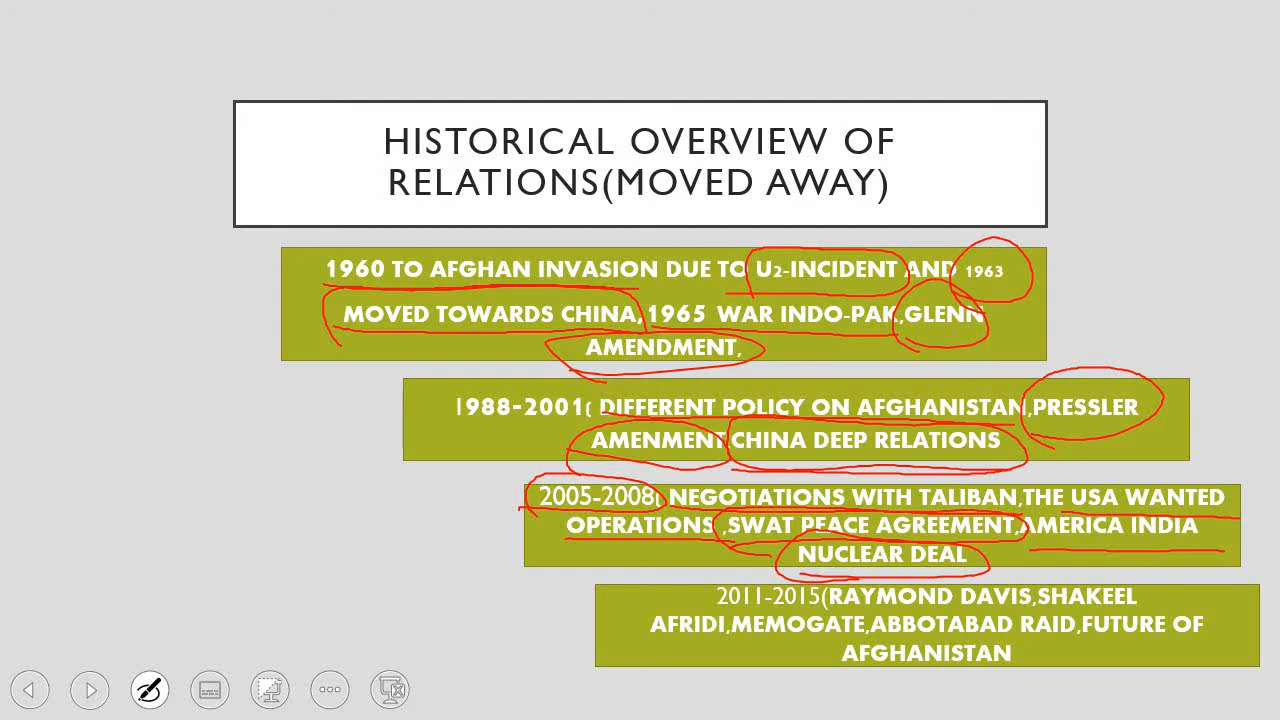 HISTORICAL OVERVIEW OF
RELATIONS(MOVED AWAY)
1960 TO AFGHAN INVASION DUE TO U2-INCIDENT AND 1963
MOVED TOWARDS CHINA,1965 WAR INDO-PAK,GLENN
AMENDMENT,
1988-2001( DIFFERENT POLICY ON AFGHANISTAN,PRESSLER
AMENMENT,CHINA DEEP RELATIONS
2005-2008( NEGOTIATIONS WITH TALIBAN,THE USA WANTED
OPERATIONS ,SWAT PEACE AGREEMENT,AMERICA INDIA
NUCLEAR DEAL
2011-2015(RAYMOND DAVIS,SHAKEEL
AFRIDI,MEMOGATE,ABBOTABAD RAID,FUTURE OF
AFGHANISTAN